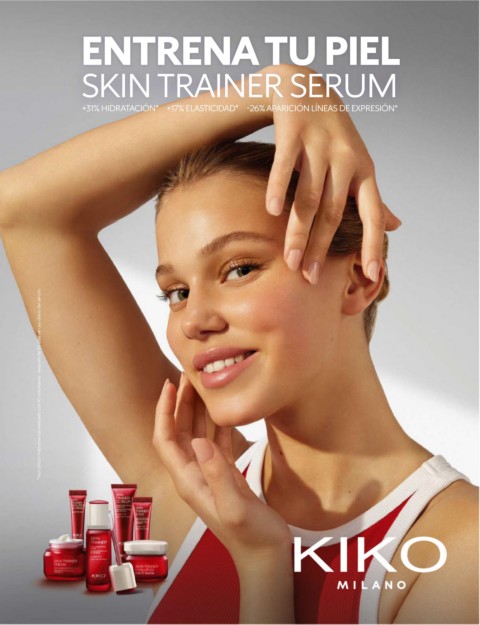 ENTRENA TU PIEL
SKIN TRAINER SERUM
+31% HIDRATACIÓN* +17% ELASTICIDAD* -26% APARICIÓN LÍNEAS DE EXPRESIÓN*
KIKO
MILANO